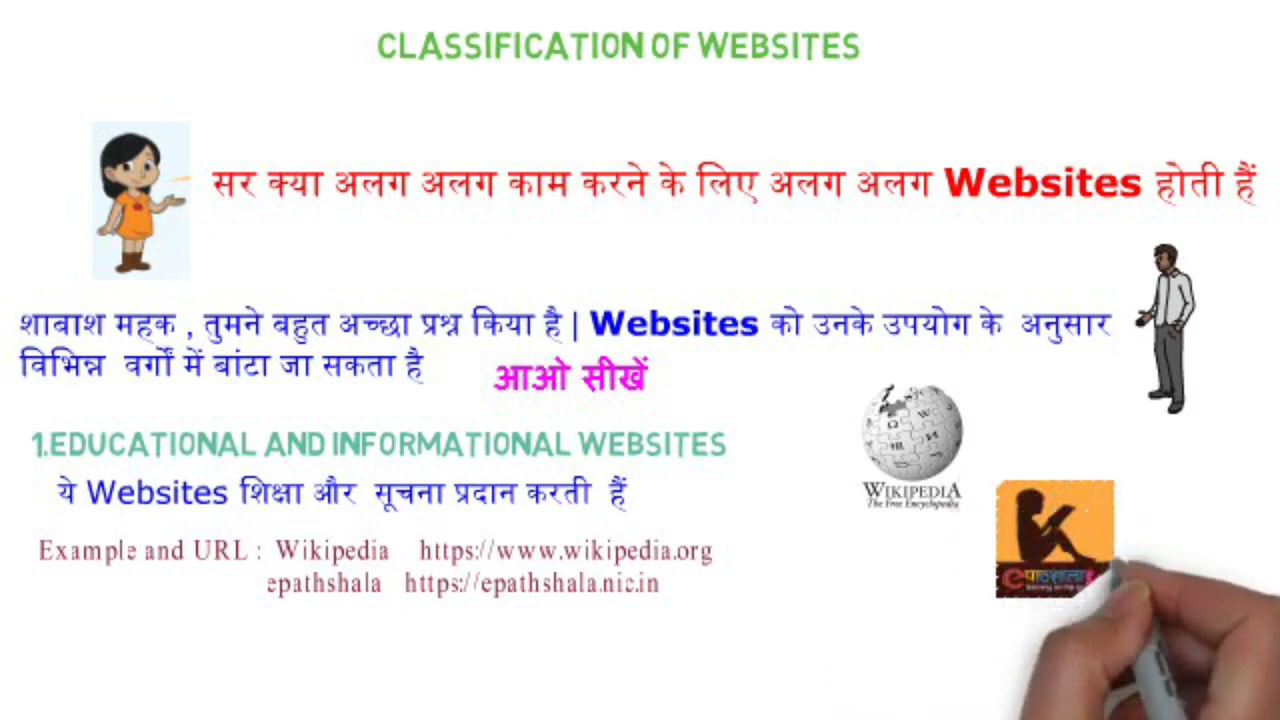 CLASSIFICATION OF WEBSITES
सर क्या अलग अलग काम करने के लिए अलग अलग Websites होती हैं
शाबाश महक , तुमने बहुत अच्छा प्रश्न किया है | Websites को उनके उपयोग के अनुसार
विभिन्न वर्गों में बांटा जा सकता है
आओ सीखें
1.EDUCATIONAL AND INFORMATIONAL WEBSITES
ये Websites शिक्षा और सूचना प्रदान करती हैं
WIKIPEDIA
The Free Encyclopedia
Example and URL : Wikipedia https://www.wikipedia.org
epathshala https://epathshala.nic.in